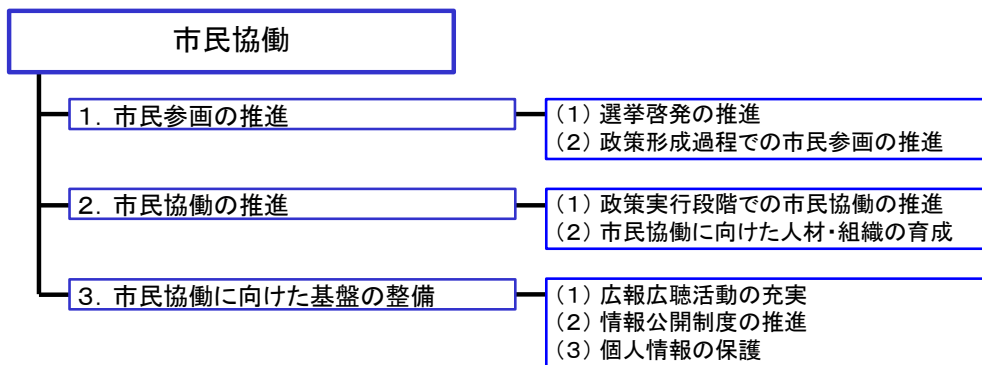 市民協働
1．市民参画の推進
（1）選挙啓発の推進
（2）政策形成過程での市民参画の推進
2．市民協働の推進
（1）政策実行段階での市民協働の推進
（2）市民協働に向けた人材・組織の育成
3．市民協働に向けた基盤の整備
（1）広報広聴活動の充実
（2）情報公開制度の推進
（3）個人情報の保護